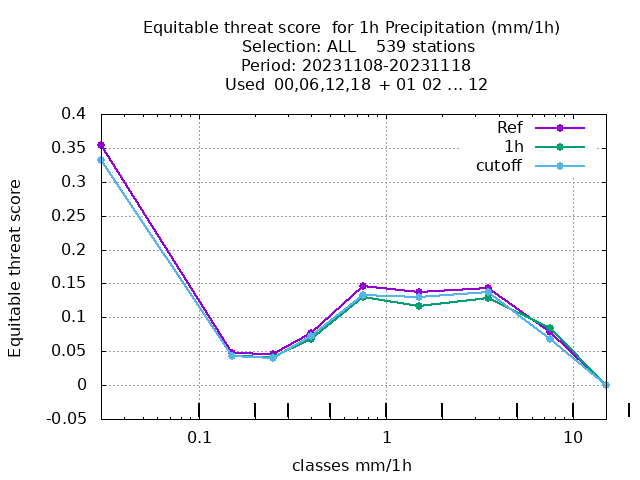 Equitable threat score  for 1h Precipitation (mm/1h)
Selection: ALL    539 stations
Period: 20231108-20231118
Used  00,06,12,18  + 01 02 ... 12
Ref
1h
cutoff
0.4
0.35
0.3
0.25
0.2
0.15
0.1
0.05
0
-0.05
Equitable threat score
0.1
1
10
classes mm/1h